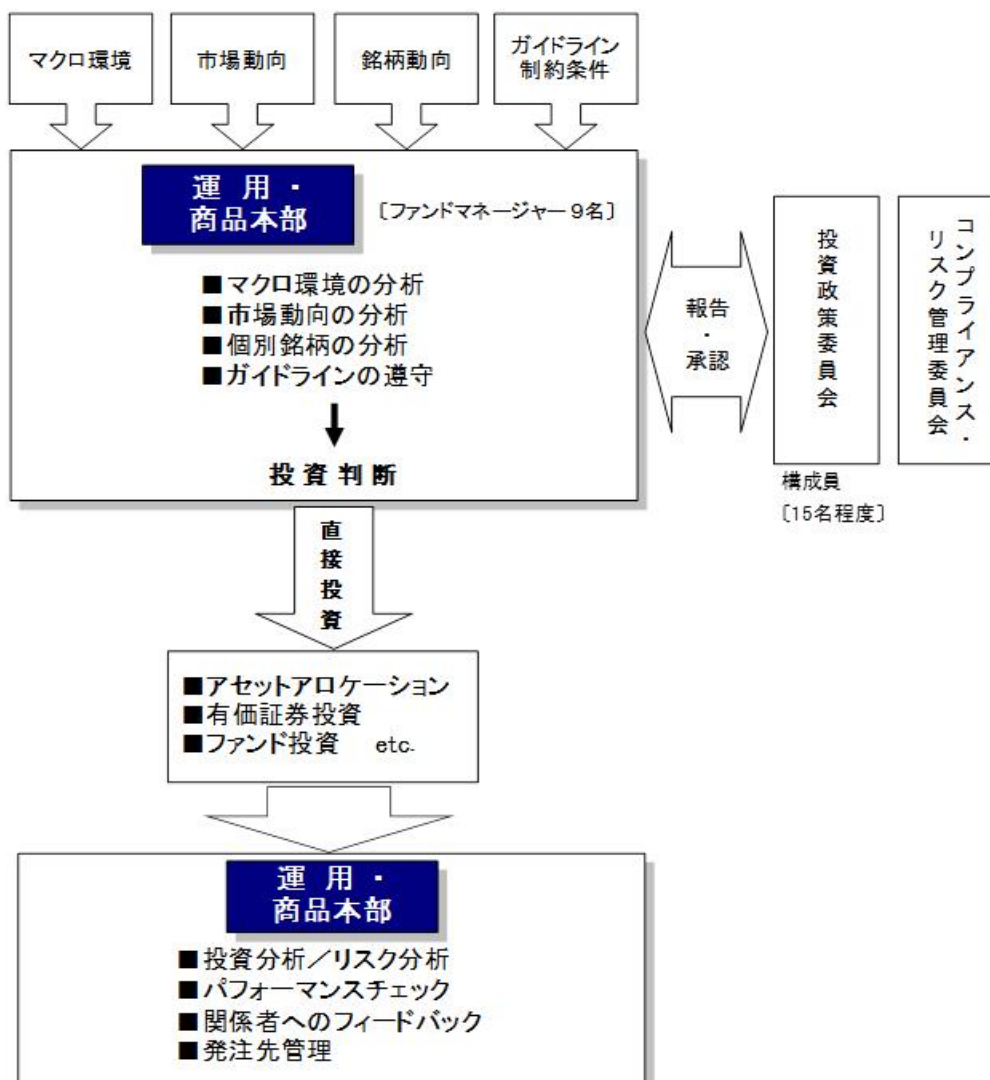 マクロ環境
市場動向
銘柄動向
ガイドライン
制約条件
運 用 ・
商品本部
〔ファンドマネージャー9名〕
■マクロ環境の分析
■市場動向の分析
■個別銘柄の分析
■ガイドラインの遵守
投資判断
報告
・
承認
投資政策委員会
コンプライアンス・
リスク管理委員会
構成員
〔15名程度〕
直接投資
■アセットアロケーション
■有価証券投資
■ファンド投資 etc.
運 用 ・
商品本部
■投資分析／リスク分析
■パフォーマンスチェック
■関係者へのフィードバック
■発注先管理